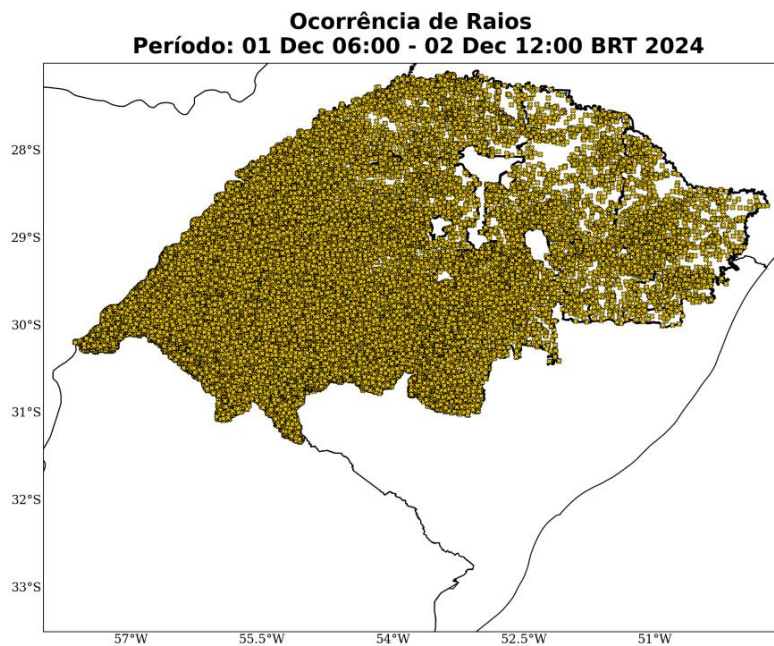 Ocorrência de Raios
Período: 01 Dec 06:00 - 02 Dec 12:00 BRT 2024
28°S
29°S
30°S
31°S
32°S
33°S
57°W 55.5°W 54°W 52.5°W 51°W